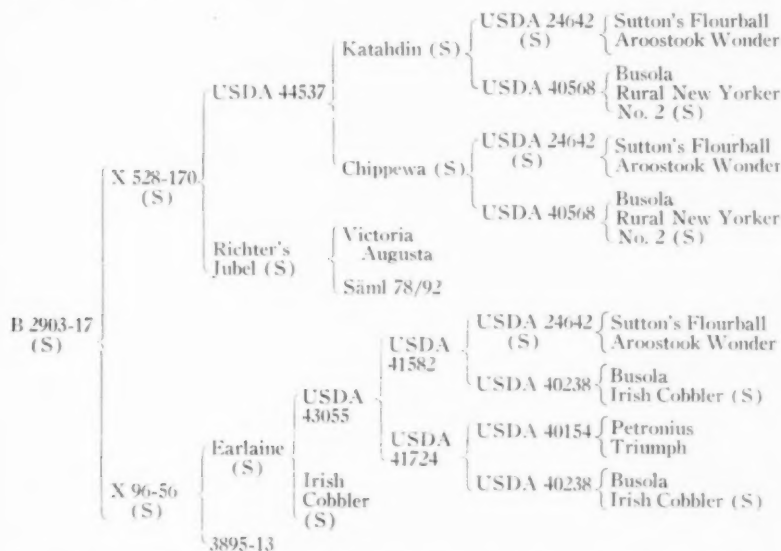 USDA 24642 Sutton's Flourball
Katahdin (S) (S) Aroostook Wonder
USDA 44537 USDA 40568 Busola
Rural New Yorker
No. 2 (S)
USDA 24642 Sutton's Flourball
X 528-170 (S) Aroostook Wonder
(S) Chippewa (S)
USDA 40568 Busola
Rural New Yorker
No. 2 (S)
Richter's Victoria
Jubel (S) Augusta
Säml 78/92
B 2903-17
(S)
USDA 24642 Sutton's Flourball
USDA (S) Aroostook Wonder
41582
USDA USDA 40238 Busola
43055 Irish Cobbler (S)
Earlaine USDA USDA 40154 Petronius
(S) 41724 Triumph
Irish USDA 40238 Busola
X 96-56 Cobbler Irish Cobbler (S)
(S) (S)
3895-13